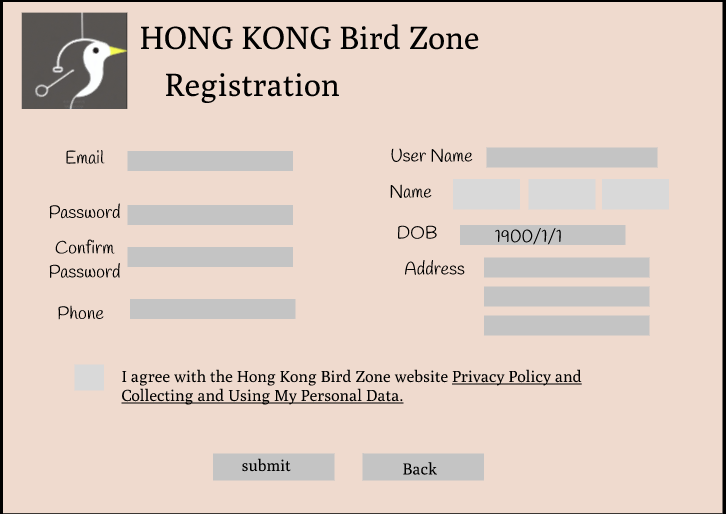 HONG KONG Bird Zone
Registration
Email
Password
Confirm
Password
Phone
User Name
Name
DOB
1900/1/1
Address
I agree with the Hong Kong Bird Zone website Privacy Policy and
Collecting and Using My Personal Data.
submit
Back